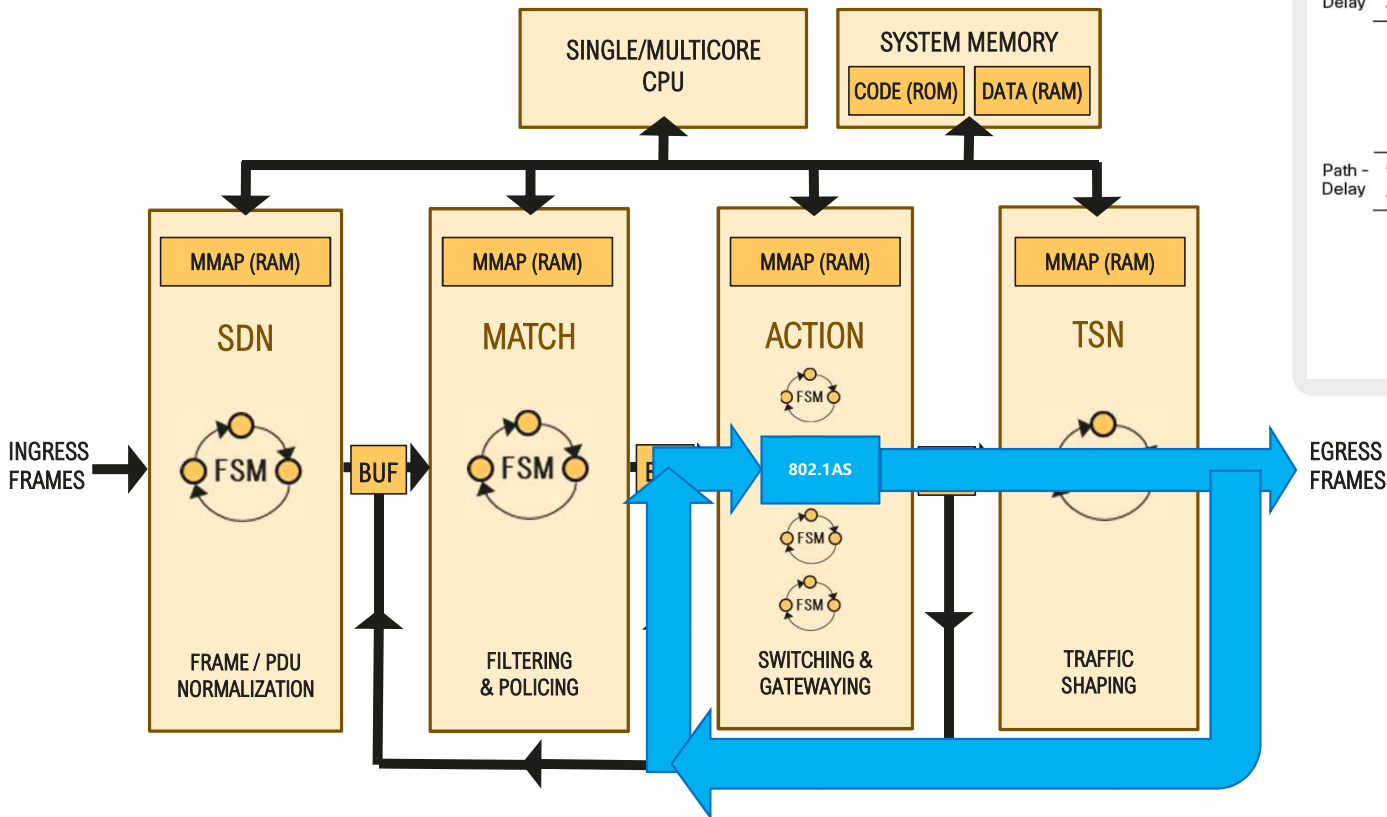 Delay
SINGLE/MULTICORE
CPU
SYSTEM MEMORY
CODE (ROM)
DATA (RAM)
Path -
Delay
MMAP (RAM)
MMAP (RAM)
MMAP (RAM)
MMAP (RAM)
SDN
MATCH
ACTION
TSN
FSM
INGRESS
FRAMES
FSM
BUF
FSM
B
802.1AS
EGRESS
FRAMES
FSM
FSM
FRAME / PDU
NORMALIZATION
FILTERING
& POLICING
SWITCHING &
GATEWAYING
TRAFFIC
SHAPING